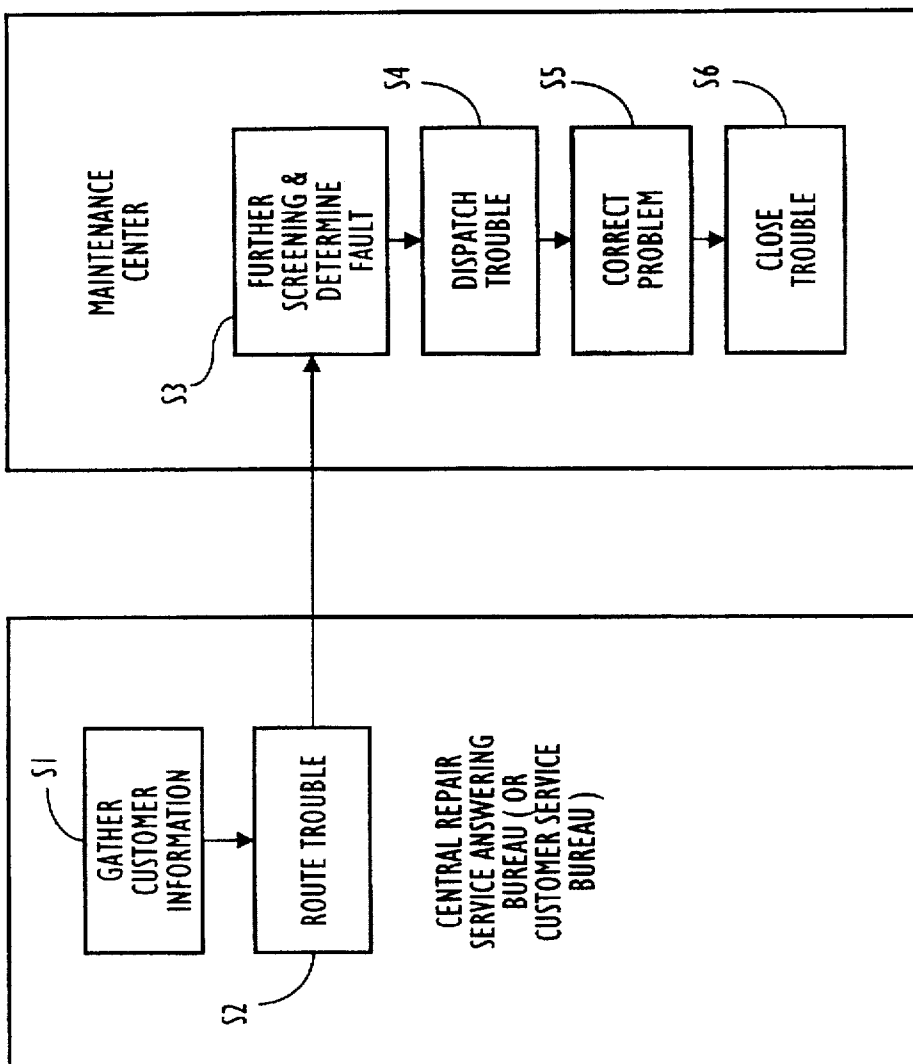 S1
GATHER
CUSTOMER
INFORMATION
S2
ROUTE TROUBLE
CENTRAL REPAIR
SERVICE ANSWERING
BUREAU ( OR
CUSTOMER SERVICE
BUREAU )
MAINTENANCE
CENTER
S3
FURTHER
SCREENING &
DETERMINE
FAULT
S4
DISPATCH
TROUBLE
S5
CORRECT
PROBLEM
S6
CLOSE
TROUBLE